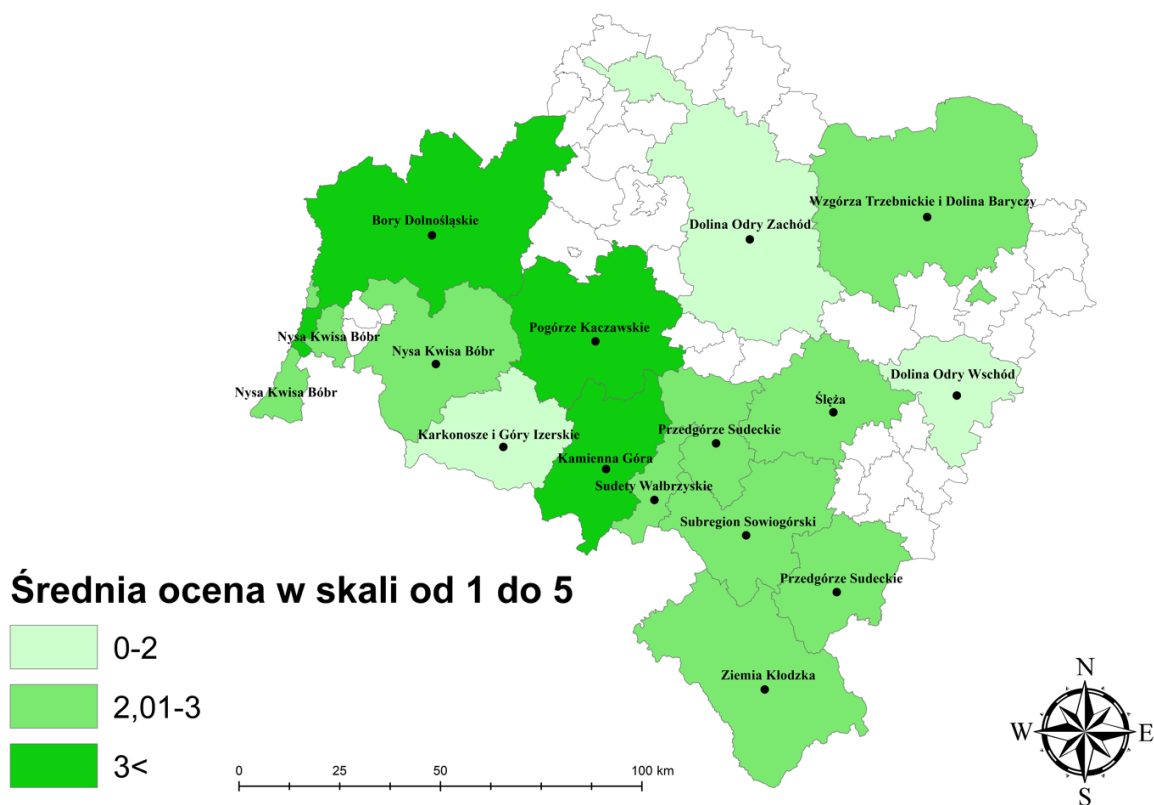 Bory Dolnośląskie
Wzgórza Trzebnickie i Dolina Baryczy
Dolina Odry Zachód
Nysa Kwisa Bóbr
Pogórze Kaczawskie
Nysa Kwisa Bóbr
Nysa Kwisa Bóbr
Dolina Odry Wschód
Ślęża
Karkonosze i Góry Izerskie
Przedgórze Sudeckie
Kamienna Góra
Sudety Wałbrzyskie
Subregion Sowiogórski
Przedgórze Sudeckie
Ziemia Kłodzka
Średnia ocena w skali od 1 do 5
0-2
2,01-3
3<
0 25 50 100 km
N
W E
S